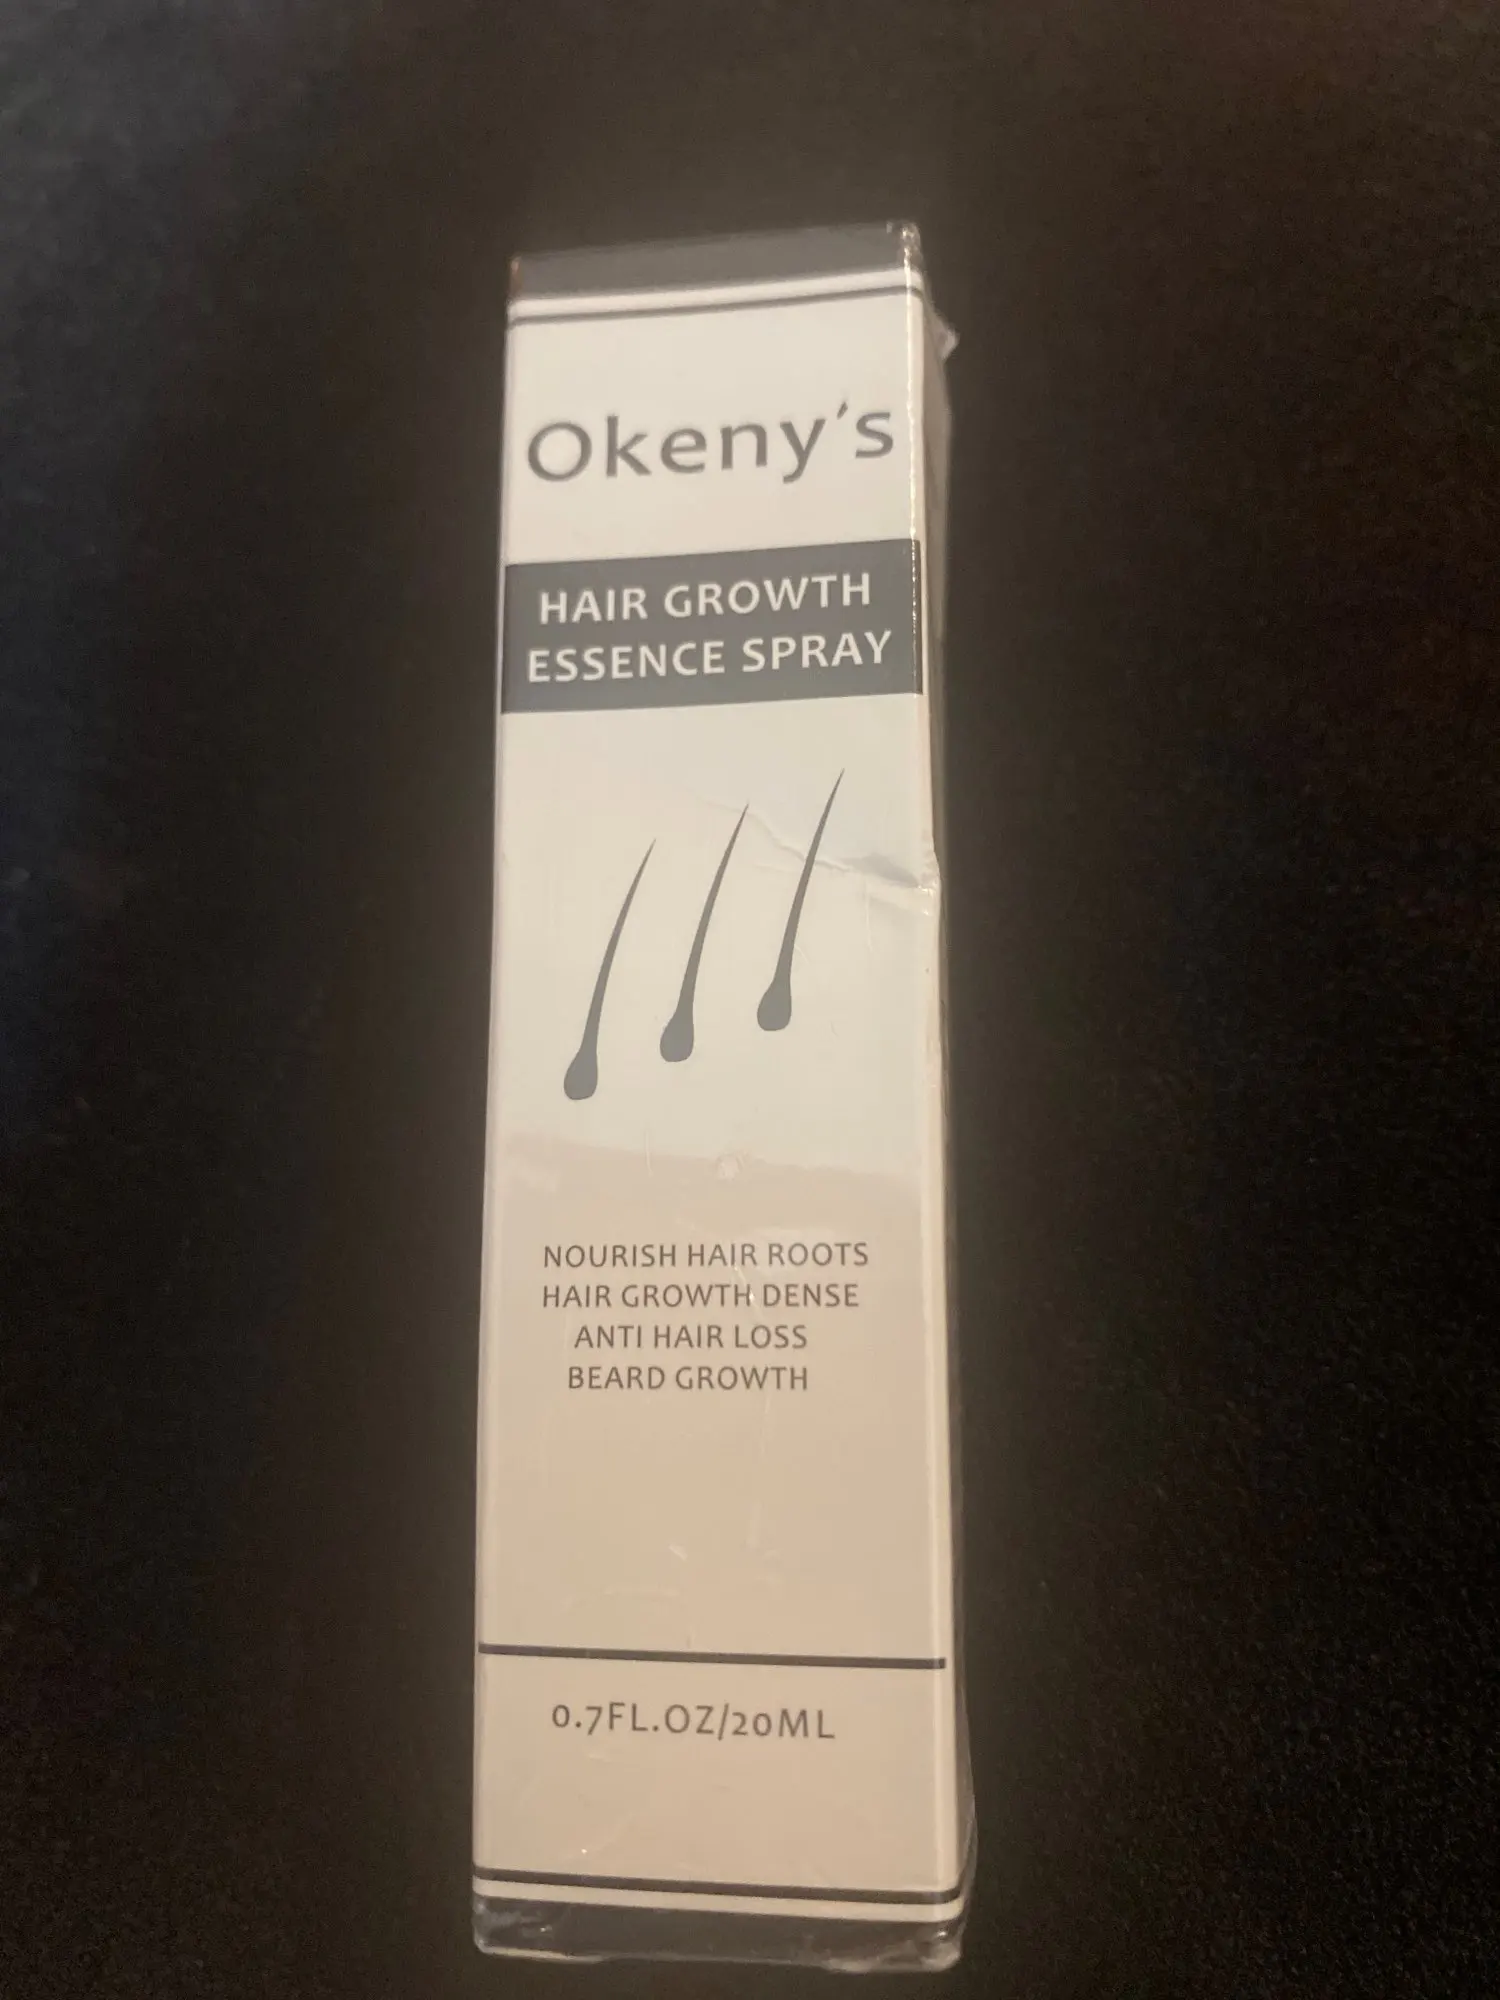 Okeny's
HAIR GROWTH
ESSENCE SPRAY
NOURISH HAIR ROOTS
HAIR GROWTH DENSE
ANTI HAIR LOSS
BEARD GROWTH
0.7FL.OZ/20ML